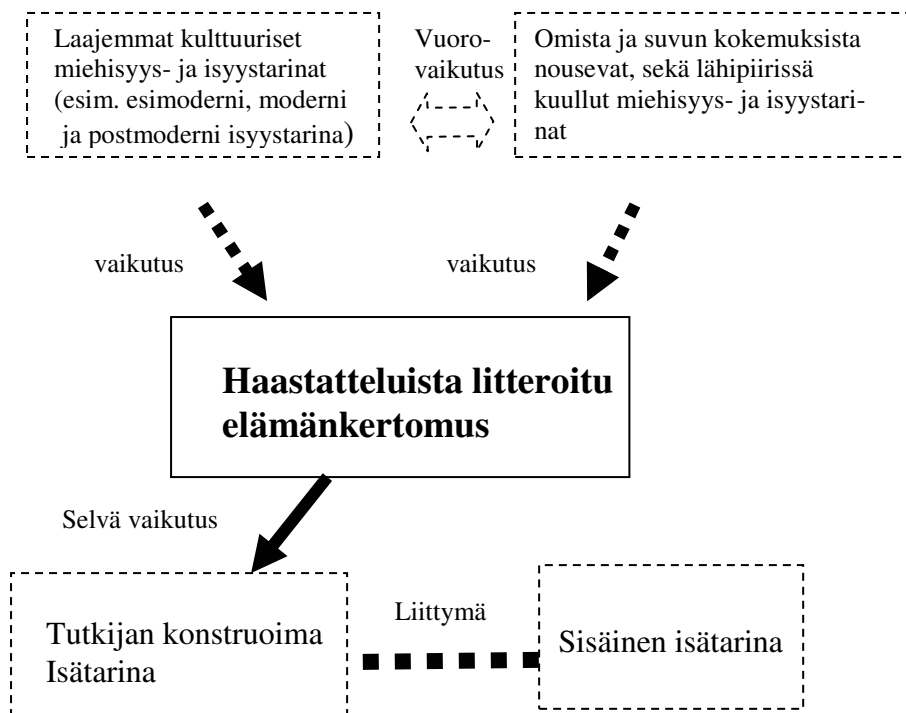 Laajemmat kulttuuriset
miehisyys- ja isyystarinat
(esim. esimoderni, moderni
ja postmoderni isyystarina)
Vuoro-
vaikutus
Omista ja suvun kokemuksista
nousevat, sekä lähipiirissä
kuullut miehisyys- ja isyystari-
nat
vaikutus
vaikutus
Haastatteluista litteroitu
elämänkertomus
Selvä vaikutus
Tutkijan konstruoima
Isätarina
Liittymä
Sisäinen isätarina